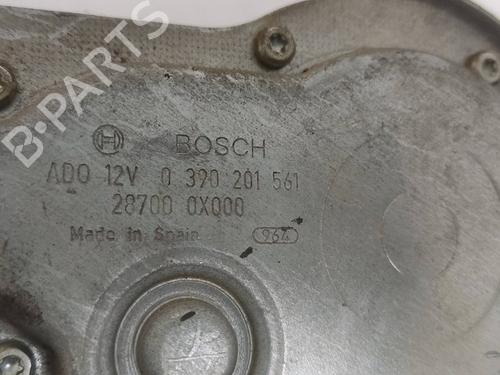 B-PARTS
BOSCH
ADO 12V 0 390 201 561
28700 0X000
Made in Spain 964